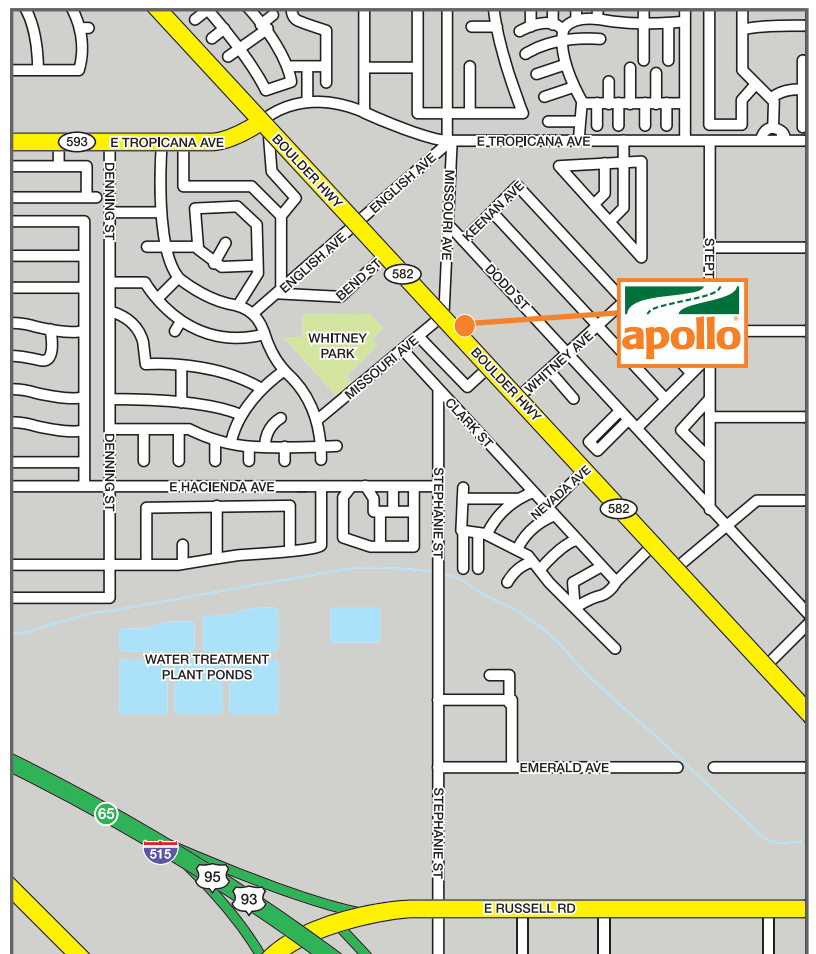 593
E TROPICANA AVE
E TROPICANA AVE
BOULDER HWY
ENGLISH AVE
MISSOURI AVE
KEENAN AVE
DENNING ST
ENGLISH AVE
BEND ST
582
DODD ST
STEPT
apollo
WHITNEY
PARK
MISSOURI AVE
BOULDER HWY
WHITNEY AVE
CLARK ST
DENNING ST
E HACIENDA AVE
STEPHANIE ST
NEVADA AVE
582
WATER TREATMENT
PLANT PONDS
EMERALD AVE
STEPHANIE ST
65
515
95
93
E RUSSELL RD